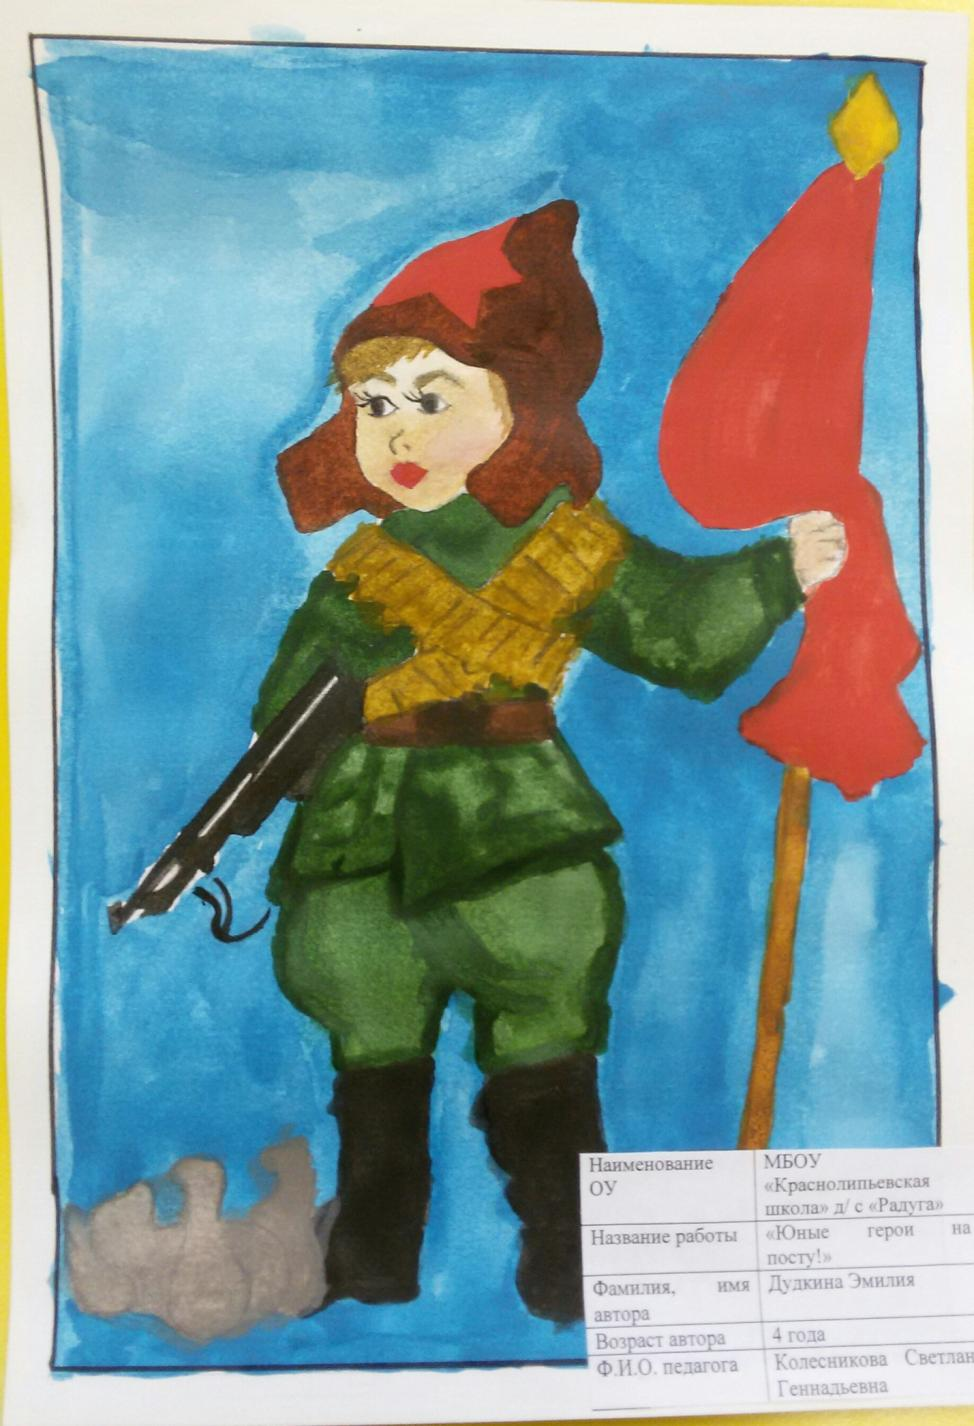 Наименование ОУ МБОУ «Краснолипьевская школа» д/ с «Радуга»
Название работы «Юные герои на посту!»
Фамилия, имя автора Дудкина Эмилия
Возраст автора 4 года
Ф.И.О. педагога Колесникова Светлан Геннадьевна